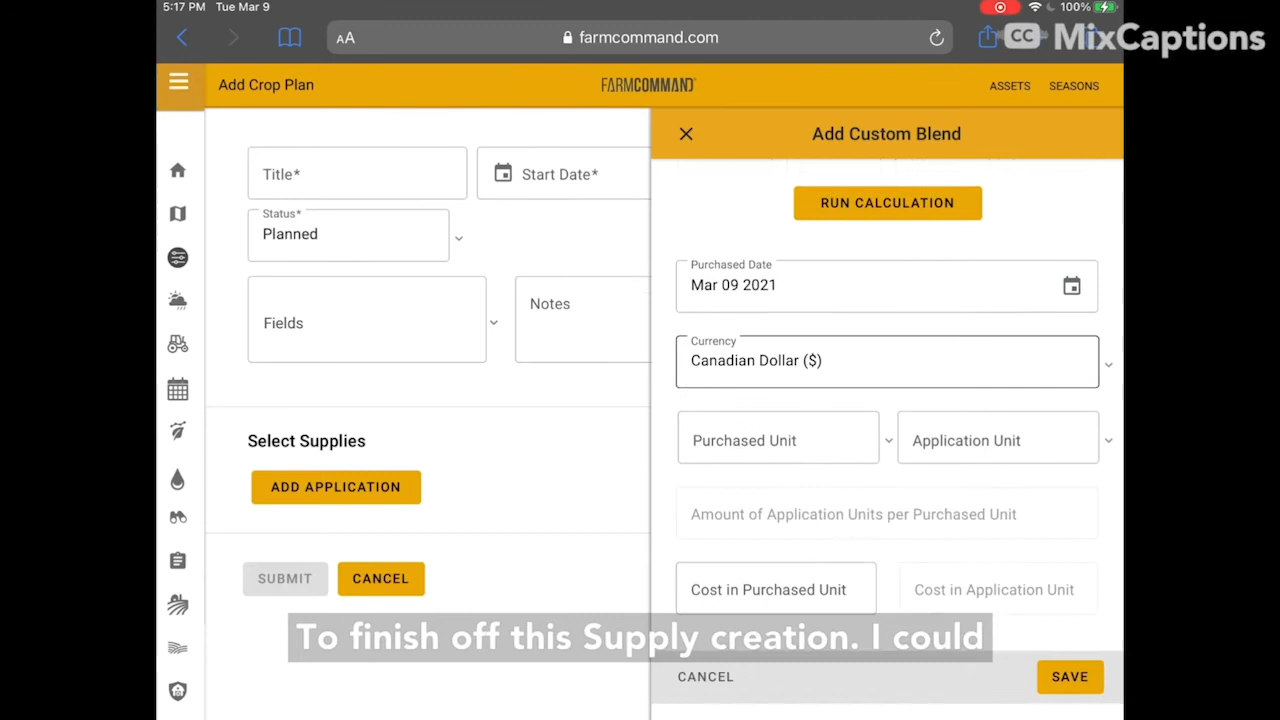 5:17 PM Tue Mar 9
100%
AA
farmcommand.com
CC MixCaptions
Add Crop Plan
FARMCOMMAND
ASSETS
SEASONS
Add Custom Blend
Title*
Start Date*
RUN CALCULATION
Status*
Planned
Purchased Date
Mar 09 2021
Fields
Notes
Currency
Canadian Dollar ($)
Select Supplies
Purchased Unit
Application Unit
ADD APPLICATION
Amount of Application Units per Purchased Unit
SUBMIT
CANCEL
Cost in Purchased Unit
Cost in Application Unit
To finish off this Supply creation. I could
CANCEL
SAVE